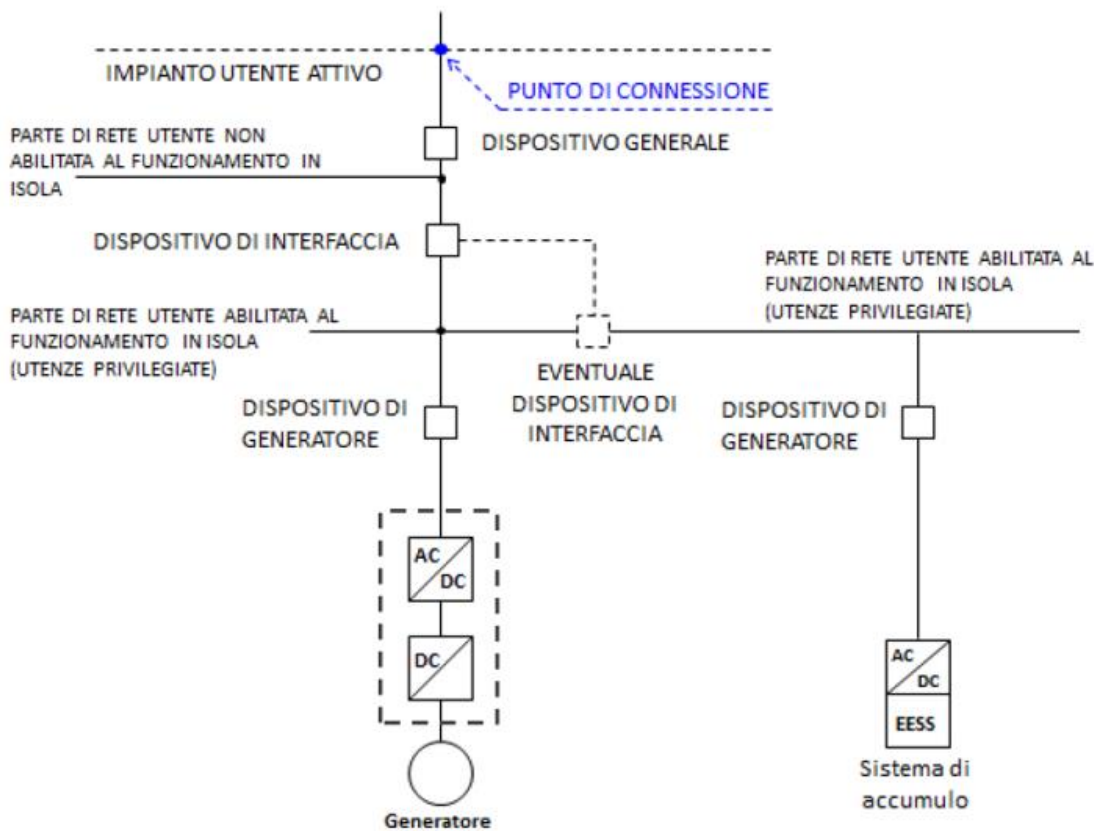 IMPIANTO UTENTE ATTIVO
PUNTO DI CONNESSIONE
PARTE DI RETE UTENTE NON
ABILITATA AL FUNZIONAMENTO IN
ISOLA
DISPOSITIVO GENERALE
DISPOSITIVO DI INTERFACCIA
PARTE DI RETE UTENTE ABILITATA AL
FUNZIONAMENTO IN ISOLA
(UTENZE PRIVILEGIATE)
PARTE DI RETE UTENTE ABILITATA AL
FUNZIONAMENTO IN ISOLA
(UTENZE PRIVILEGIATE)
EVENTUALE
DISPOSITIVO DI
INTERFACCIA
DISPOSITIVO DI
GENERATORE
DISPOSITIVO DI
GENERATORE
AC
DC
DC
Generatore
AC
DC
EESS
Sistema di
accumulo